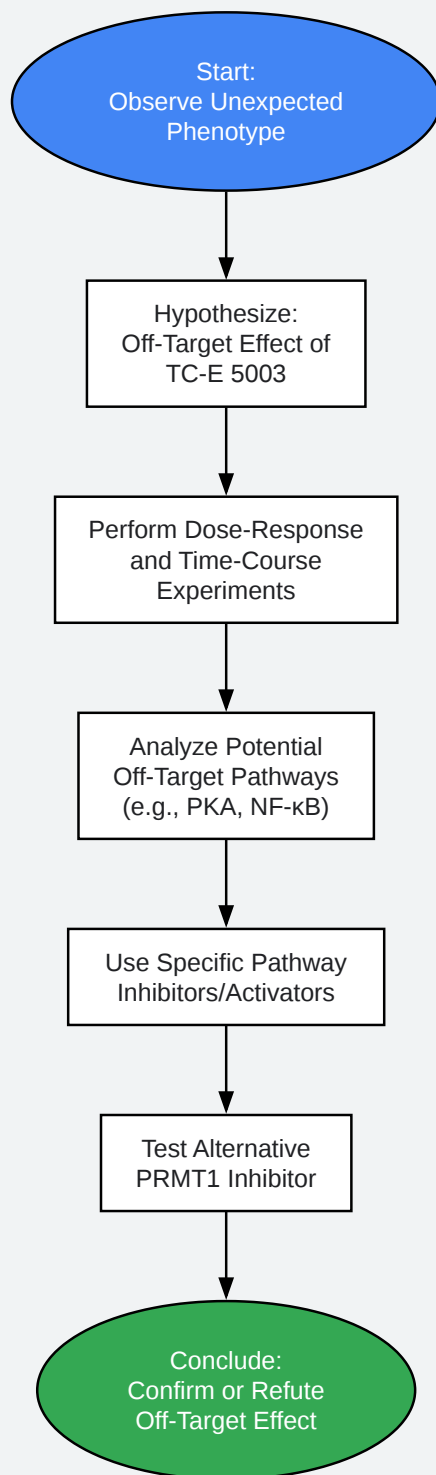 Start:
Observe Unexpected
Phenotype
Hypothesize:
Off-Target Effect of
TC-E 5003
Perform Dose-Response
and Time-Course
Experiments
Analyze Potential
Off-Target Pathways
(e.g., PKA, NF-κB)
Use Specific Pathway
Inhibitors/Activators
Test Alternative
PRMT1 Inhibitor
Conclude:
Confirm or Refute
Off-Target Effect